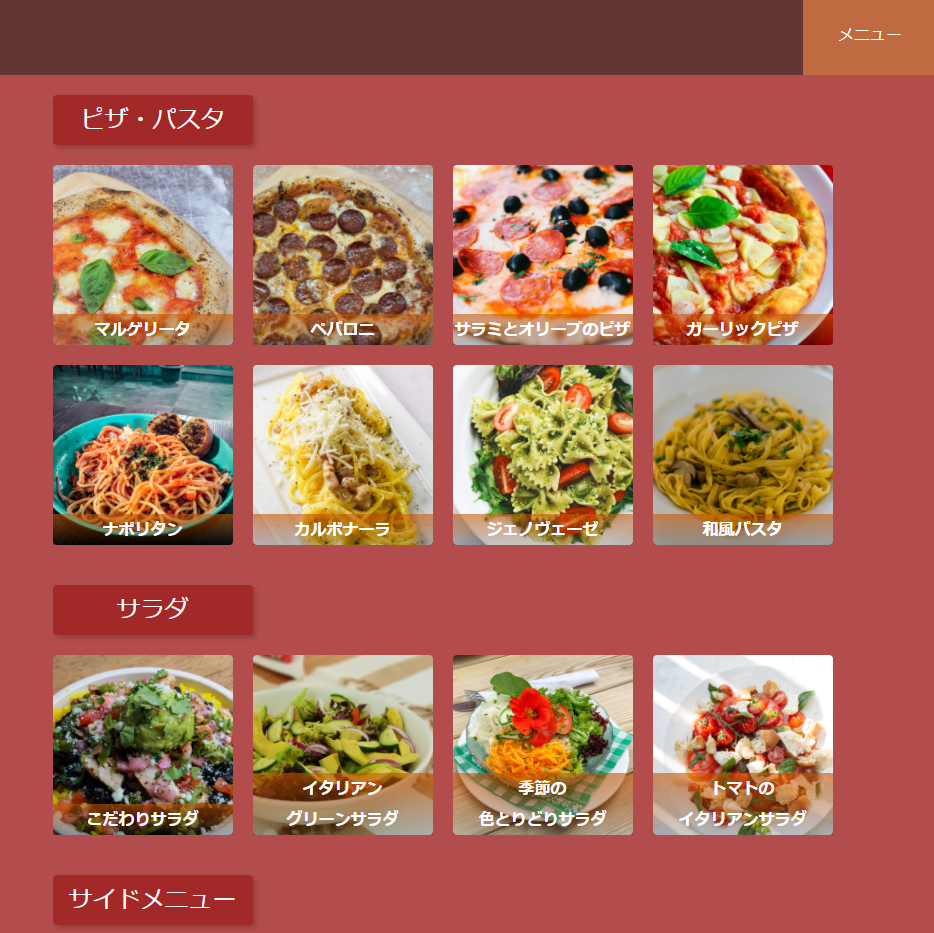 メニュー
ピザ・パスタ
マルゲリータ
ペパロニ
サラミとオリーブのピザ
ガーリックピザ
ナポリタン
カルボナーラ
ジェノヴェーゼ
和風パスタ
サラダ
こだわりサラダ
イタリアン
グリーンサラダ
季節の
色とりどりサラダ
トマトの
イタリアンサラダ
サイドメニュー